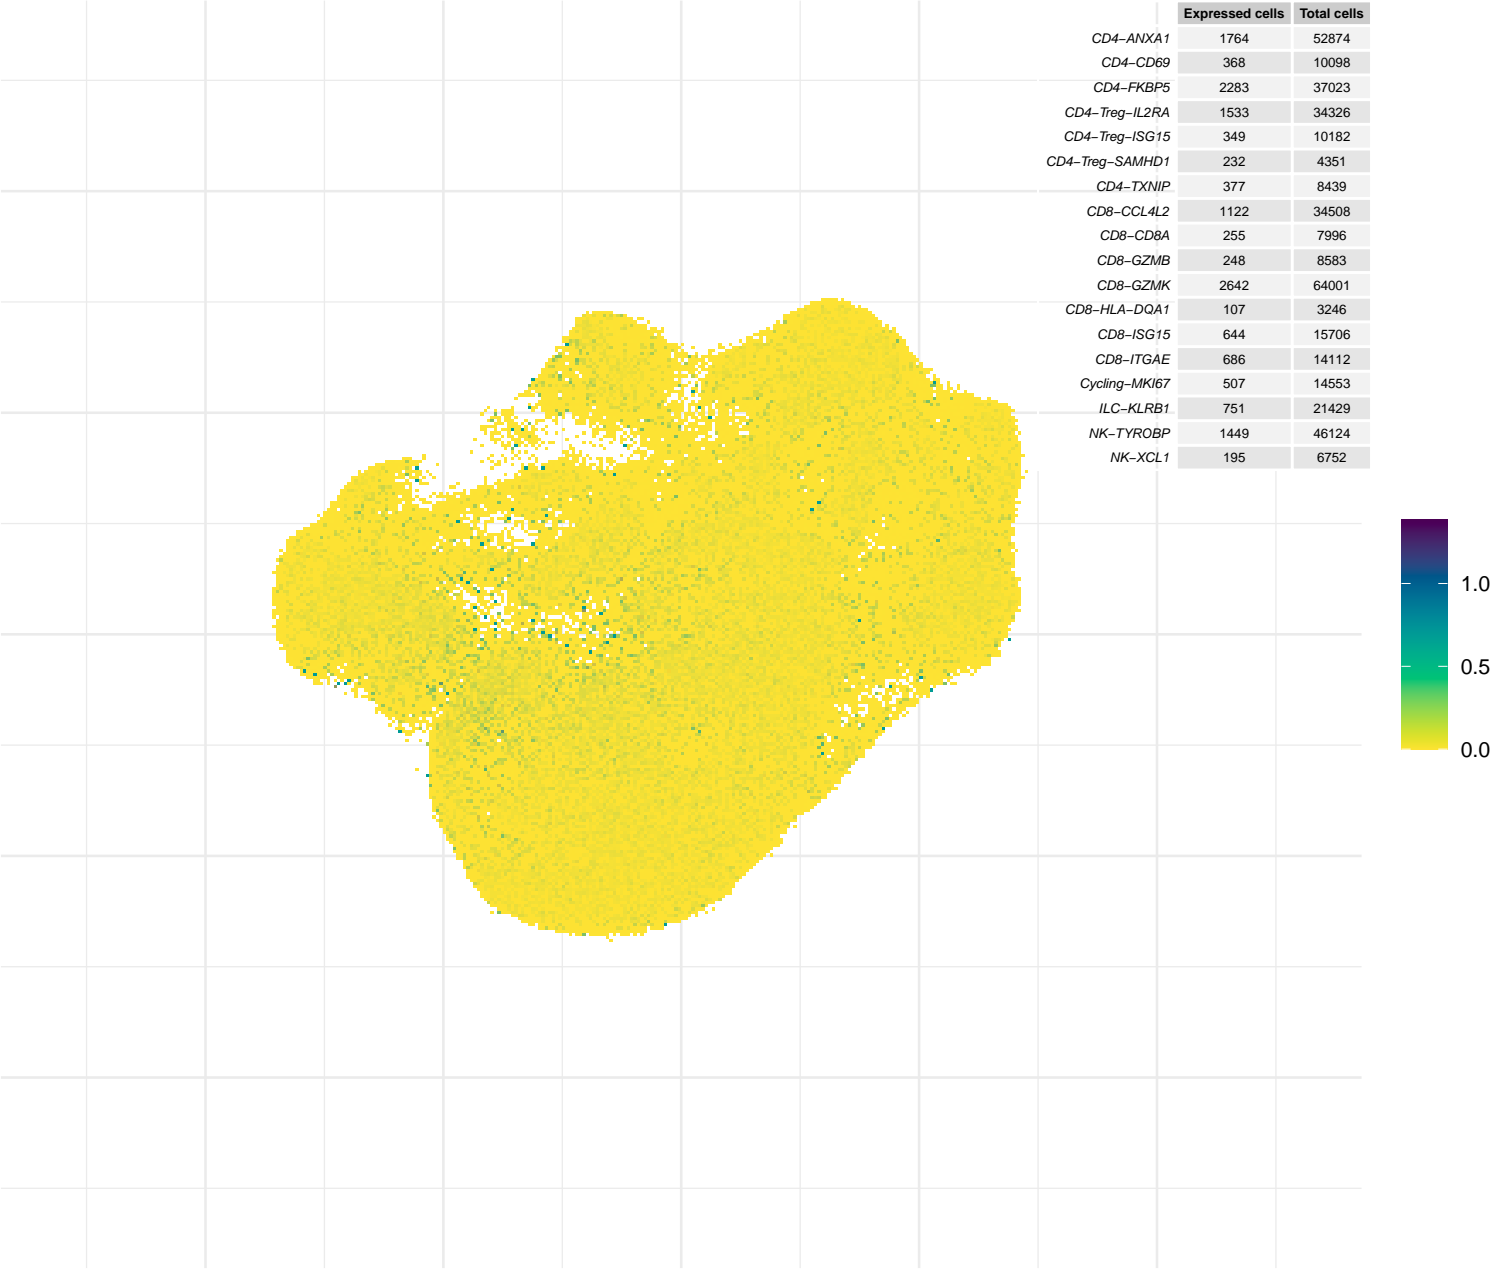 Expressed cells Total cells
CD4−ANXA1 1764 52874
CD4−CD69 368 10098
CD4−FKBP5 2283 37023
CD4−Treg−IL2RA 1533 34326
CD4−Treg−ISG15 349 10182
CD4−Treg−SAMHD1 232 4351
CD4−TXNIP 377 8439
CD8−CCL4L2 1122 34508
CD8−CD8A 255 7996
CD8−GZMB 248 8583
CD8−GZMK 2642 64001
CD8−HLA−DQA1 107 3246
CD8−ISG15 644 15706
CD8−ITGAE 686 14112
Cycling−MKI67 507 14553
ILC−KLRB1 751 21429
NK−TYROBP 1449 46124
NK−XCL1 195 6752
1.0
0.5
0.0